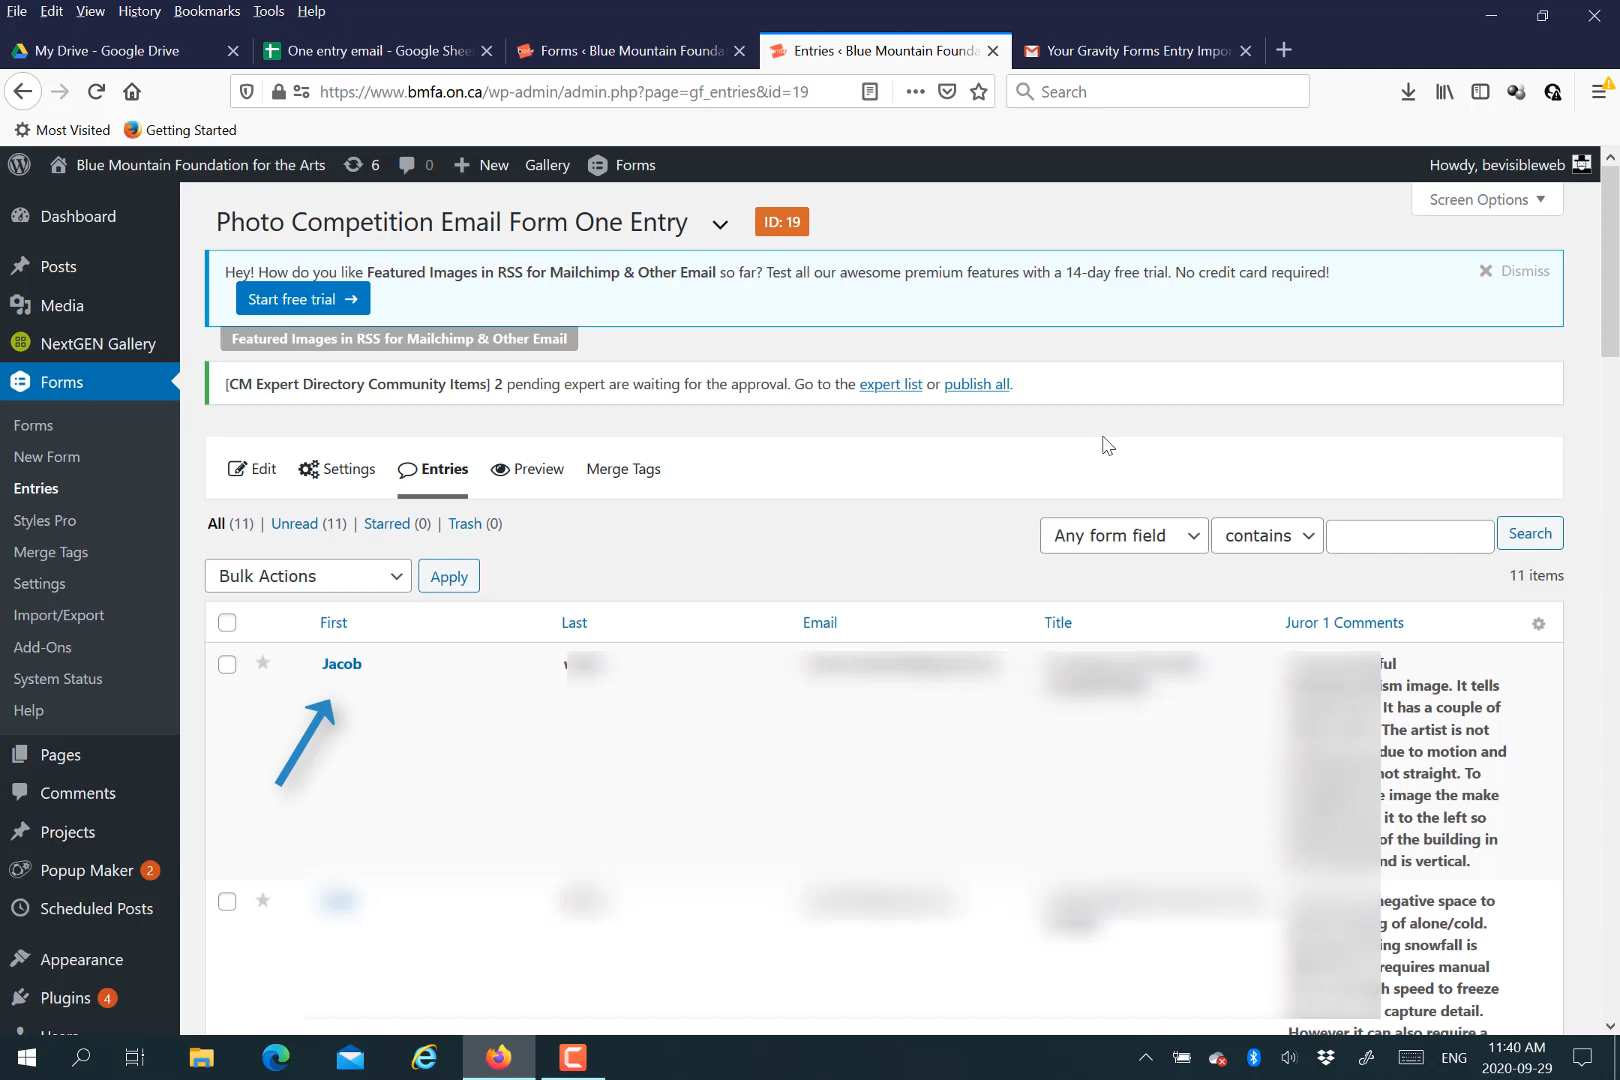 File Edit View History Bookmarks Tools Help
My Drive - Google Drive
One entry email - Google Shee
Forms ‹ Blue Mountain Founda
Entries ‹ Blue Mountain Founda
Your Gravity Forms Entry Impor
https://www.bmfa.on.ca/wp-admin/admin.php?page=gf_entries&id=19
Search
Most Visited Getting Started
Blue Mountain Foundation for the Arts 6 0 New Gallery Forms
Howdy, bevisibleweb
Screen Options
Dashboard
Posts
Media
NextGEN Gallery
Forms
Forms
New Form
Entries
Styles Pro
Merge Tags
Settings
Import/Export
Add-Ons
System Status
Help
Pages
Comments
Projects
Popup Maker 2
Scheduled Posts
Appearance
Plugins 4
Photo Competition Email Form One Entry ID: 19
Hey! How do you like Featured Images in RSS for Mailchimp & Other Email so far? Test all our awesome premium features with a 14-day free trial. No credit card required!
Dismiss
Start free trial →
Featured Images in RSS for Mailchimp & Other Email
[CM Expert Directory Community Items] 2 pending expert are waiting for the approval. Go to the expert list or publish all.
Edit Settings Entries Preview Merge Tags
All (11) | Unread (11) | Starred (0) | Trash (0)
Any form field contains Search
Bulk Actions Apply
11 items
First Last Email Title Juror 1 Comments
Jacob
ful
ism image. It tells
It has a couple of
The artist is not
due to motion and
not straight. To
e image the make
it to the left so
of the building in
nd is vertical.
negative space to
g of alone/cold.
ing snowfall is
requires manual
h speed to freeze
capture detail.
However it can also require a
ENG
11:40 AM
2020-09-29